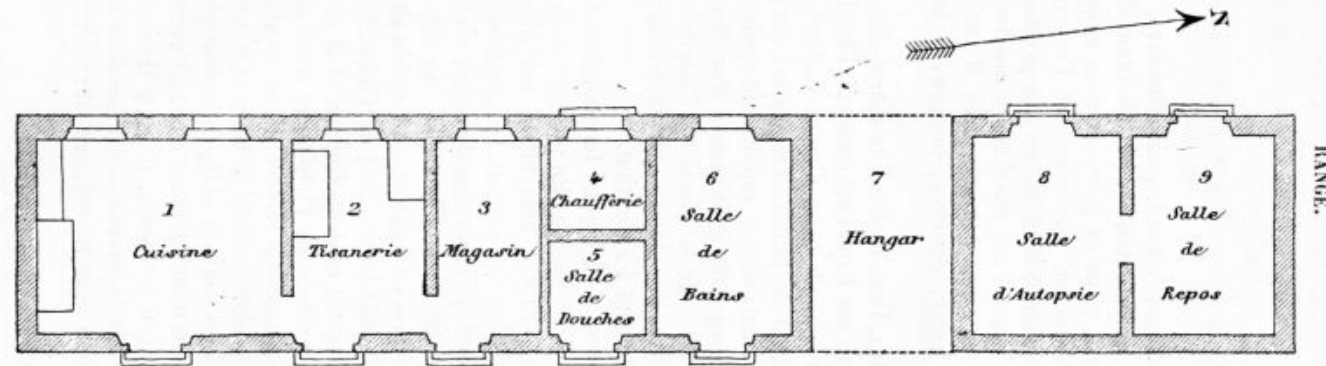 N
RANGE.
1
Cuisine
2
Tisanerie
3
Magasin
4
Chaufférie
5
Salle
de
Douches
6
Salle
de
Bains
7
Hangar
8
Salle
d'Autopsie
9
Salle
de
Repos